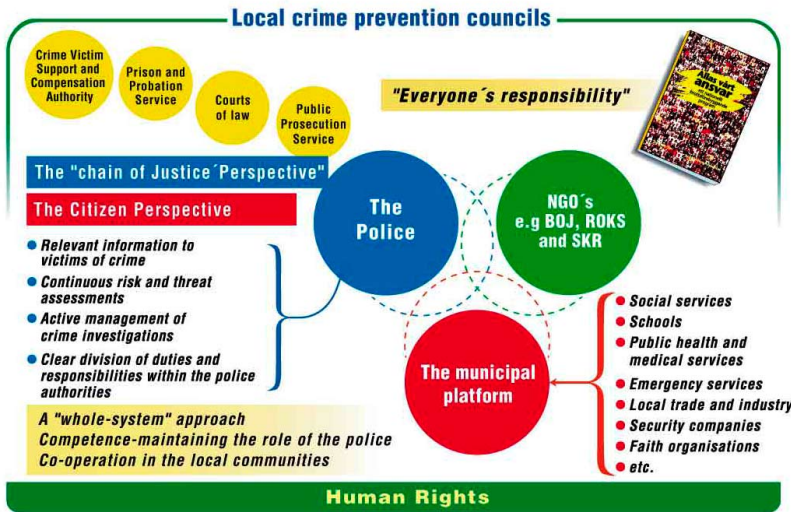 Local crime prevention councils
Crime Victim
Support and
Compensation
Authority
Prison and
Probation
Service
Courts
of law
Public
Prosecution
Service
"Everyone´s responsibility"
Allas vårt
ansvar
The "chain of Justice´Perspective"
The Citizen Perspective
Relevant information to
victims of crime
Continuous risk and threat
assessments
Active management of
crime investigations
Clear division of duties and
responsibilities within the police
authorities
The
Police
NGO´s
e.g BOJ, ROKS
and SKR
The municipal
platform
Social services
Schools
Public health and
medical services
Emergency services
Local trade and industry
Security companies
Faith organisations
etc.
A "whole-system" approach
Competence-maintaining the role of the police
Co-operation in the local communities
Human Rights